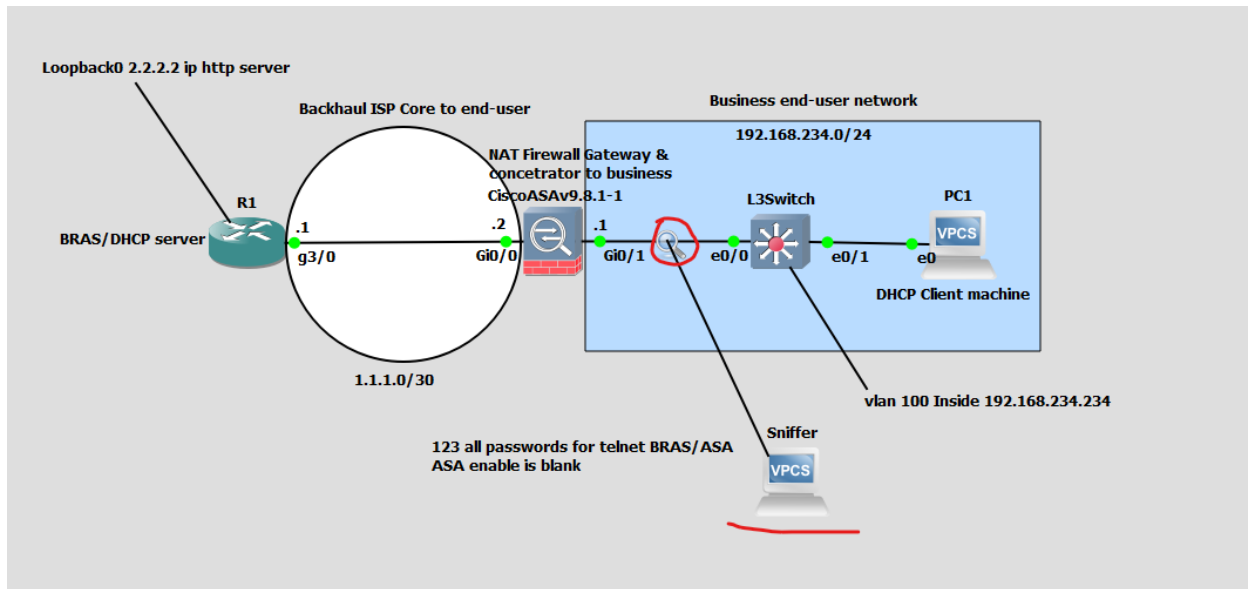 Loopback0 2.2.2.2 ip http server
Backhaul ISP Core to end-user
Business end-user network
192.168.234.0/24
NAT Firewall Gateway &
concetrator to business
CiscoASAv9.8.1-1
R1
L3Switch
PC1
BRAS/DHCP server
.1
g3/0
.2
Gi0/0
.1
Gi0/1
e0/0
e0/1
e0
VPCS
DHCP Client machine
1.1.1.0/30
vlan 100 Inside 192.168.234.234
Sniffer
123 all passwords for telnet BRAS/ASA
ASA enable is blank
VPCS